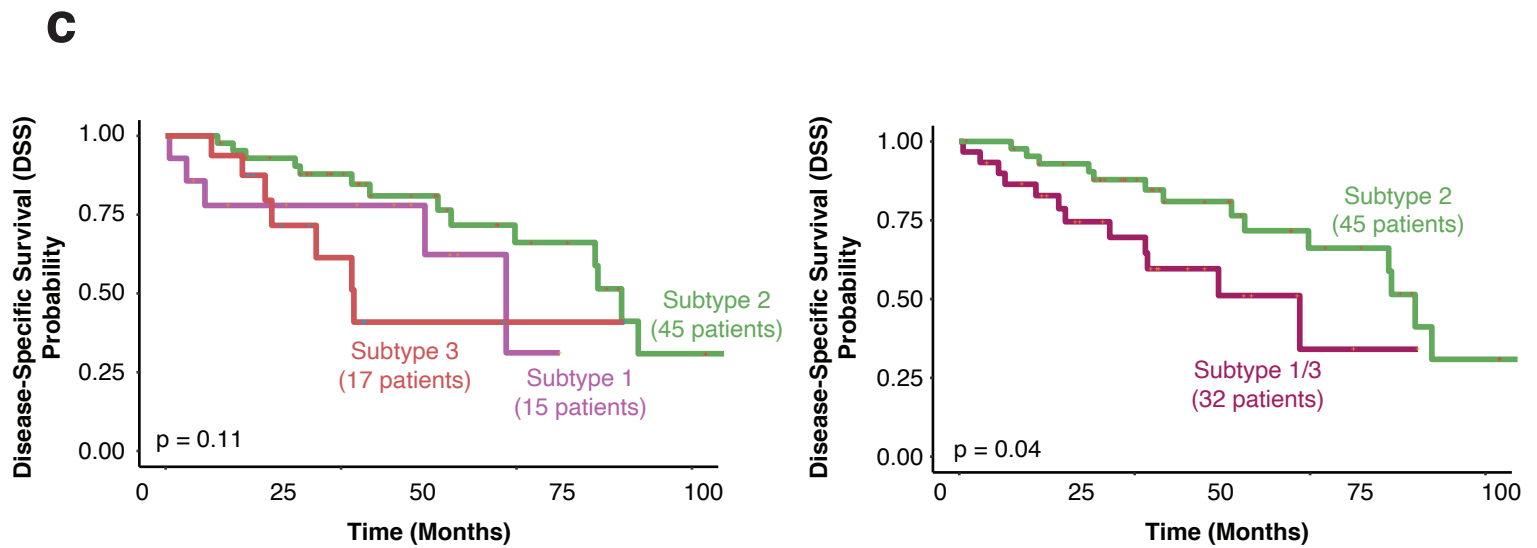 C
Disease-Specific Survival (DSS)
Probability
1.00
0.75
0.50
0.25
0.00
Subtype 2
(45 patients)
Subtype 3
(17 patients)
Subtype 1
(15 patients)
p = 0.11
0 25 50 75 100
Time (Months)
Disease-Specific Survival (DSS)
Probability
1.00
0.75
0.50
0.25
0.00
Subtype 2
(45 patients)
Subtype 1/3
(32 patients)
p = 0.04
0 25 50 75 100
Time (Months)